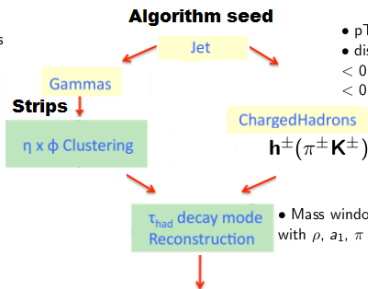 Algorithm seed
s
Jet
• pT
• dis
< 0
< 0
Gammas
Strips
ChargedHadrons
η x ϕ Clustering
h±(π±K±)
τhad decay mode
Reconstruction
• Mass windo
with ρ, a1, π